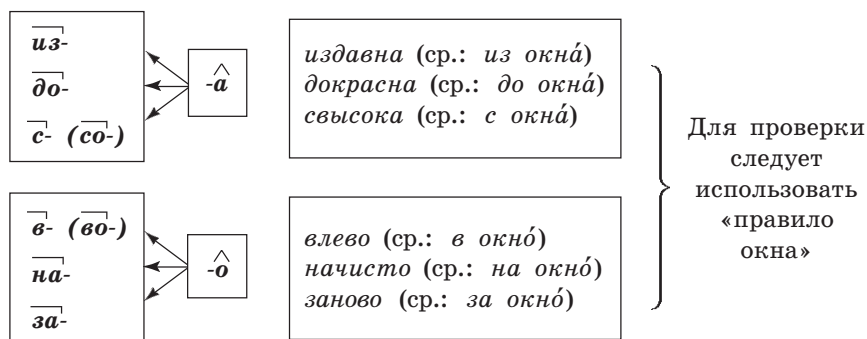 из-
до-
с- (со-)
-а
издавна (ср.: из окна́)
докрасна (ср.: до окна́)
свысока (ср.: с окна́)
в- (во-)
на-
за-
-о
влево (ср.: в окно́)
начисто (ср.: на окно́)
заново (ср.: за окно́)
Для проверки
следует
использовать
«правило
окна»